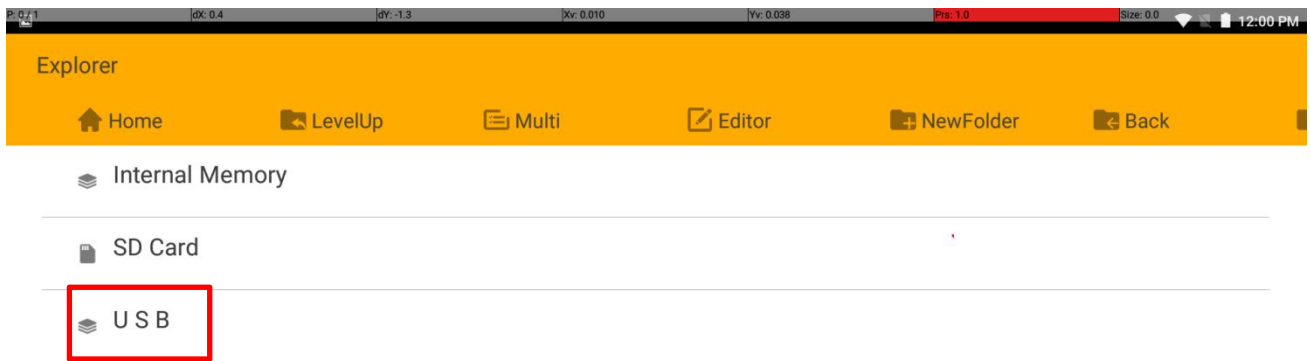 P: 0 / 1 dX: 0.4 dY: -1.3 Xv: 0.010 Yv: 0.038 Prs: 1.0 Size: 0.0 12:00 PM
Explorer
Home LevelUp Multi Editor NewFolder Back
Internal Memory
SD Card
U S B